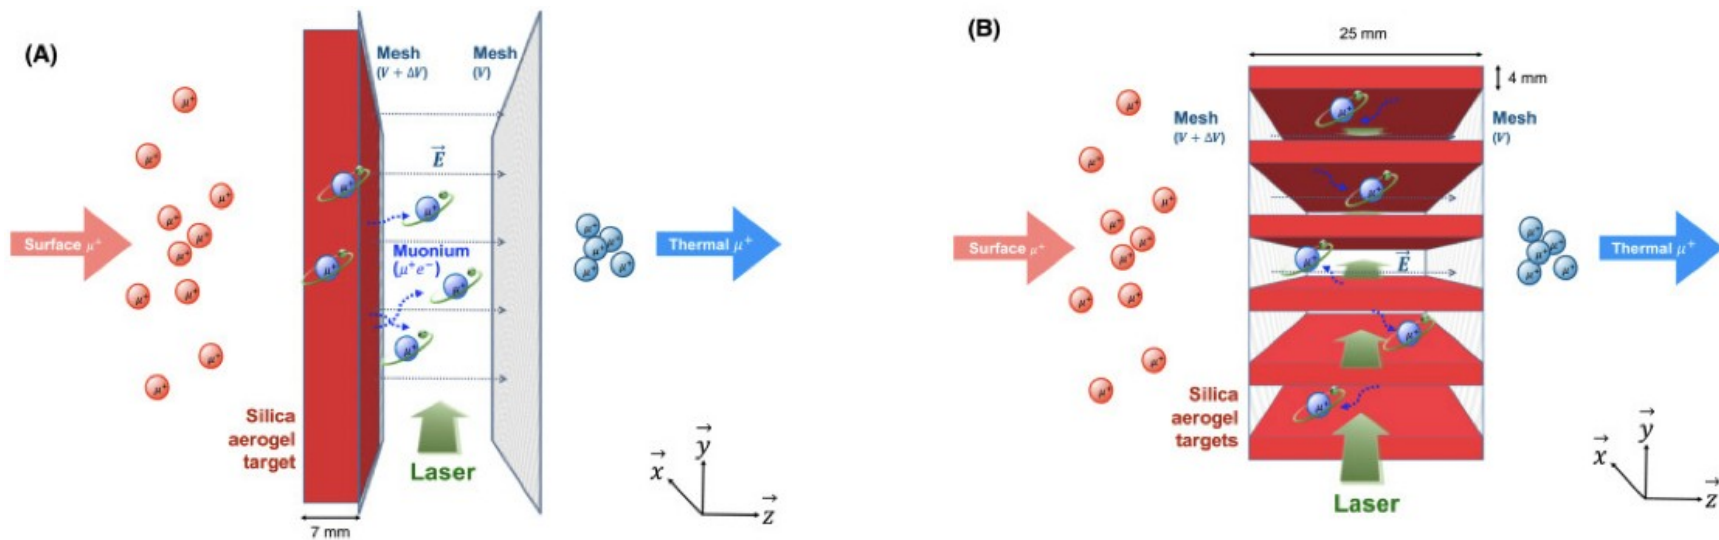 (A)
Mesh
(V + ΔV)
Mesh
(V)
μ⁺
μ⁺
μ⁺
μ⁺
μ⁺
μ⁺
μ⁺
μ⁺
μ⁺
μ⁺
Surface μ⁺
μ⁺
μ⁺
E⃗
μ⁺
Muonium
(μ⁺e⁻)
μ⁺
μ⁺
μ⁺
μ⁺
μ⁺
μ⁺
μ⁺
Thermal μ⁺
Silica
aerogel
target
Laser
7 mm
x⃗
y⃗
z⃗
(B)
25 mm
4 mm
Mesh
(V + ΔV)
Mesh
(V)
μ⁺
μ⁺
μ⁺
μ⁺
μ⁺
μ⁺
μ⁺
μ⁺
μ⁺
μ⁺
Surface μ⁺
μ⁺
μ⁺
μ⁺
E⃗
μ⁺
μ⁺
μ⁺
μ⁺
μ⁺
μ⁺
μ⁺
Thermal μ⁺
Silica
aerogel
targets
Laser
x⃗
y⃗
z⃗